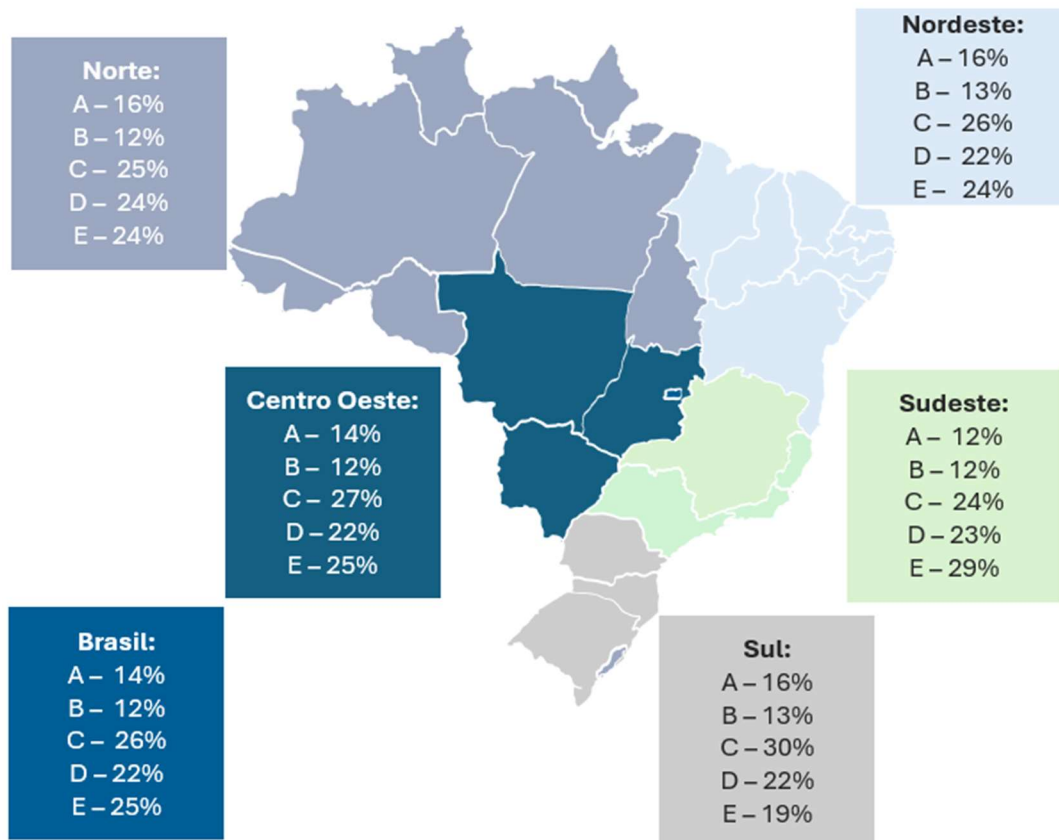 Norte:
A – 16%
B – 12%
C – 25%
D – 24%
E – 24%
Nordeste:
A – 16%
B – 13%
C – 26%
D – 22%
E – 24%
Centro Oeste:
A – 14%
B – 12%
C – 27%
D – 22%
E – 25%
Sudeste:
A – 12%
B – 12%
C – 24%
D – 23%
E – 29%
Brasil:
A – 14%
B – 12%
C – 26%
D – 22%
E – 25%
Sul:
A – 16%
B – 13%
C – 30%
D – 22%
E – 19%